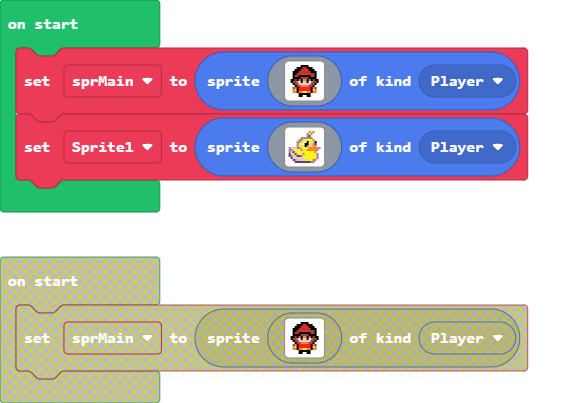 on start
set sprMain to sprite of kind Player
set Sprite1 to sprite of kind Player
on start
set sprMain to sprite of kind Player